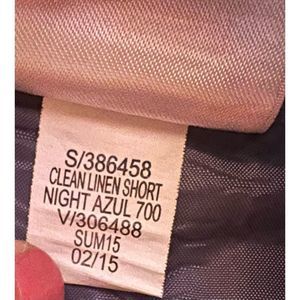 S/386458
CLEAN LINEN SHORT
NIGHT AZUL 700
V/306488
SUM15
02/15